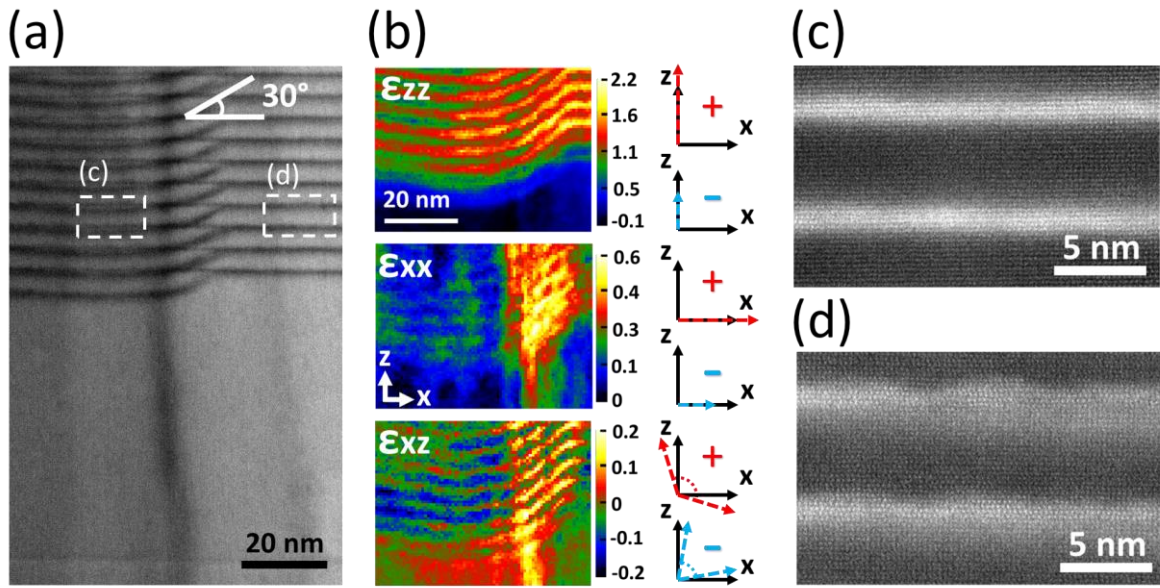 (a)
30°
(c)
(d)
20 nm
(b)
εzz
20 nm
2.2
1.6
1.1
0.5
-0.1
z
+
x
z
-
x
εxx
z
x
0.6
0.4
0.3
0.1
0
z
+
x
z
-
x
εxz
0.2
0.1
0
-0.1
-0.2
z
+
x
z
-
x
(c)
5 nm
(d)
5 nm